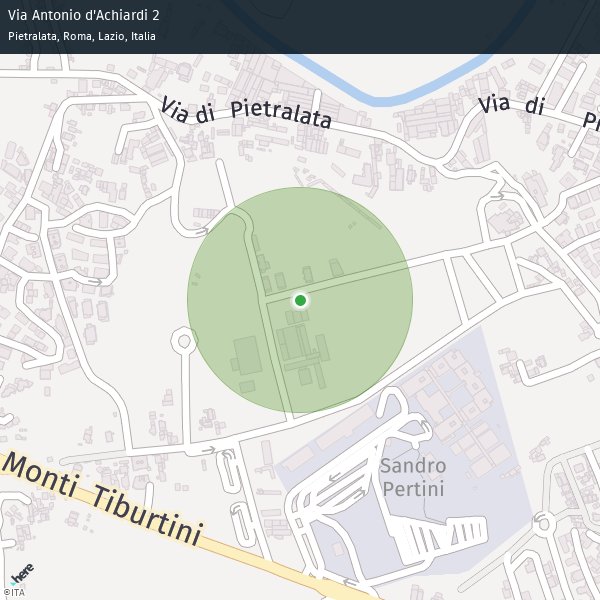 Via Antonio d'Achiardi 2
Pietralata, Roma, Lazio, Italia
Via di Pietralata
Via di Pi
Sandro
Pertini
Monti Tiburtini
here
©ITA